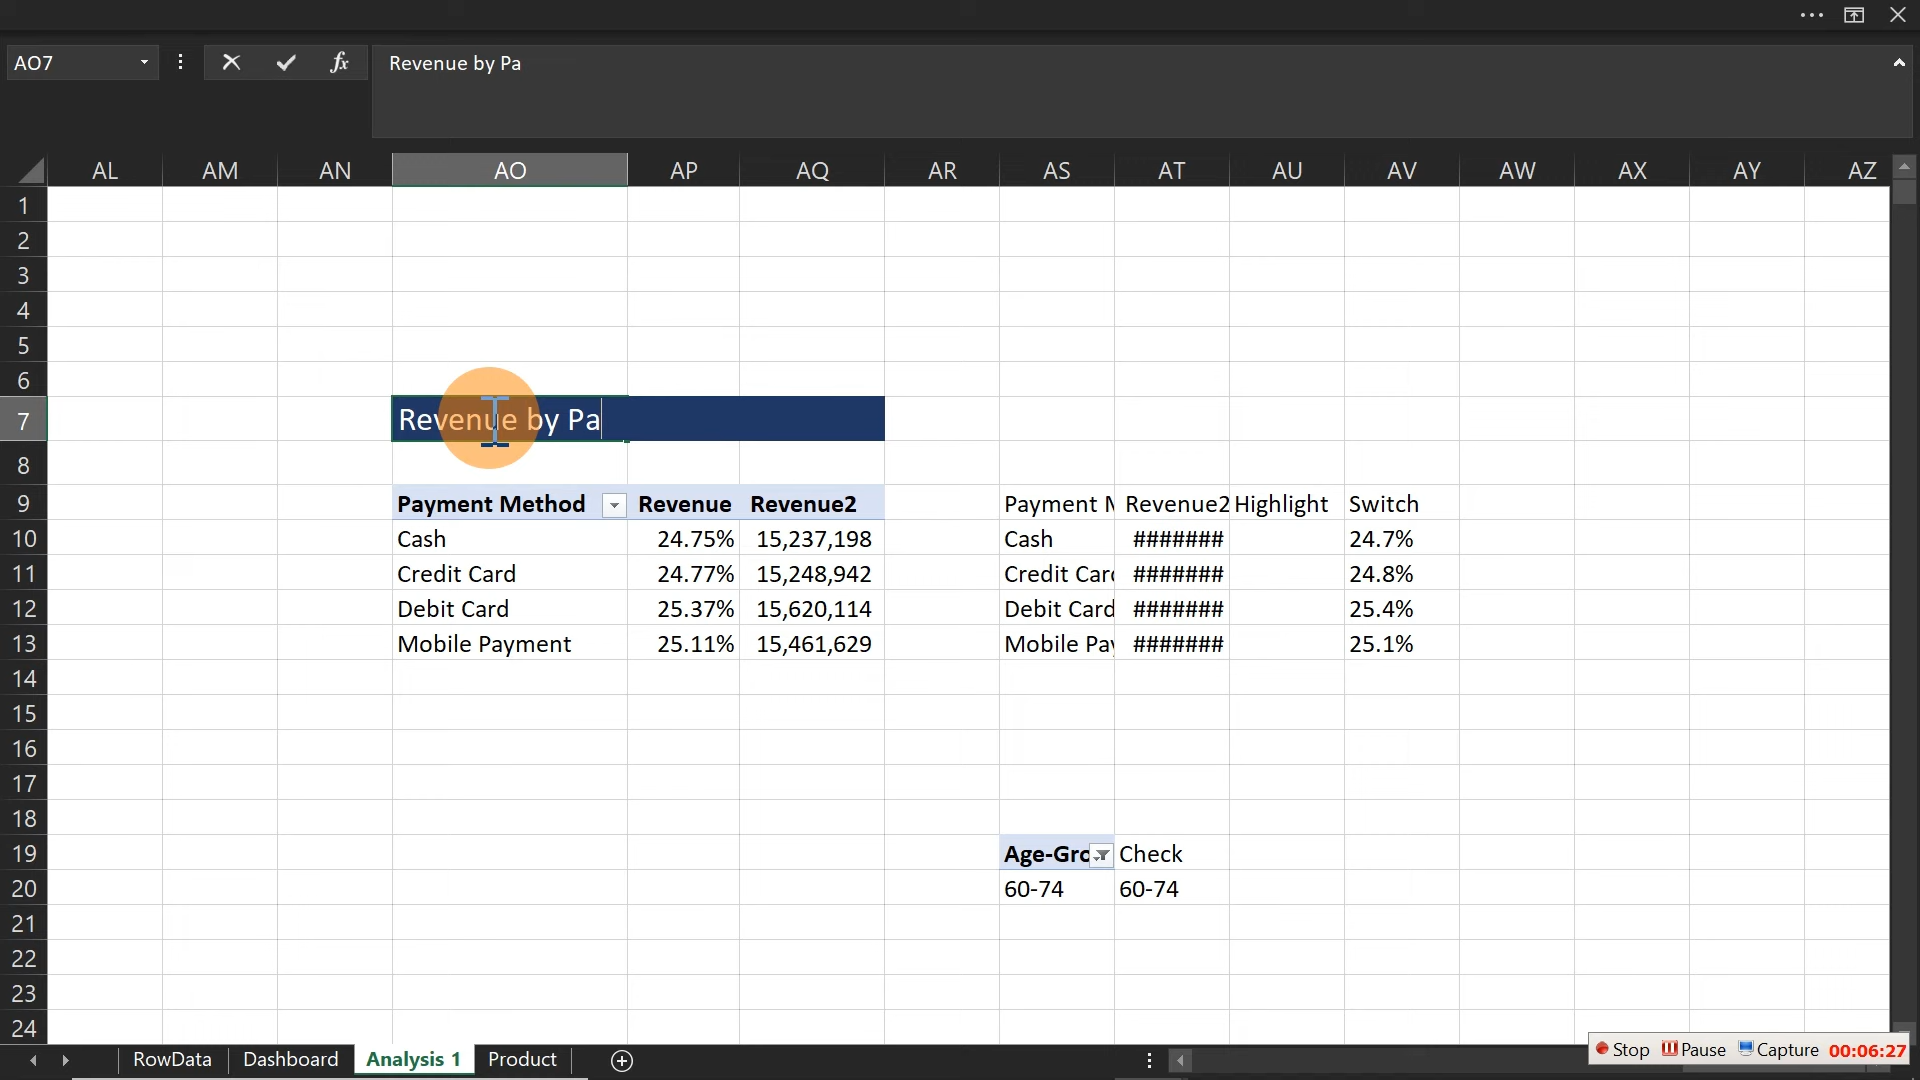 AO7 fx Revenue by Pa
AL AM AN AO AP AQ AR AS AT AU AV AW AX AY AZ
1
2
3
4
5
6
7 Revenue by Pa
8
9 Payment Method Revenue Revenue2 Payment M Revenue2 Highlight Switch
10 Cash 24.75% 15,237,198 Cash ####### 24.7%
11 Credit Card 24.77% 15,248,942 Credit Card ####### 24.8%
12 Debit Card 25.37% 15,620,114 Debit Card ####### 25.4%
13 Mobile Payment 25.11% 15,461,629 Mobile Pay ####### 25.1%
14
15
16
17
18
19 Age-Gro Check
20 60-74 60-74
21
22
23
24
RowData Dashboard Analysis 1 Product
Stop Pause Capture 00:06:27